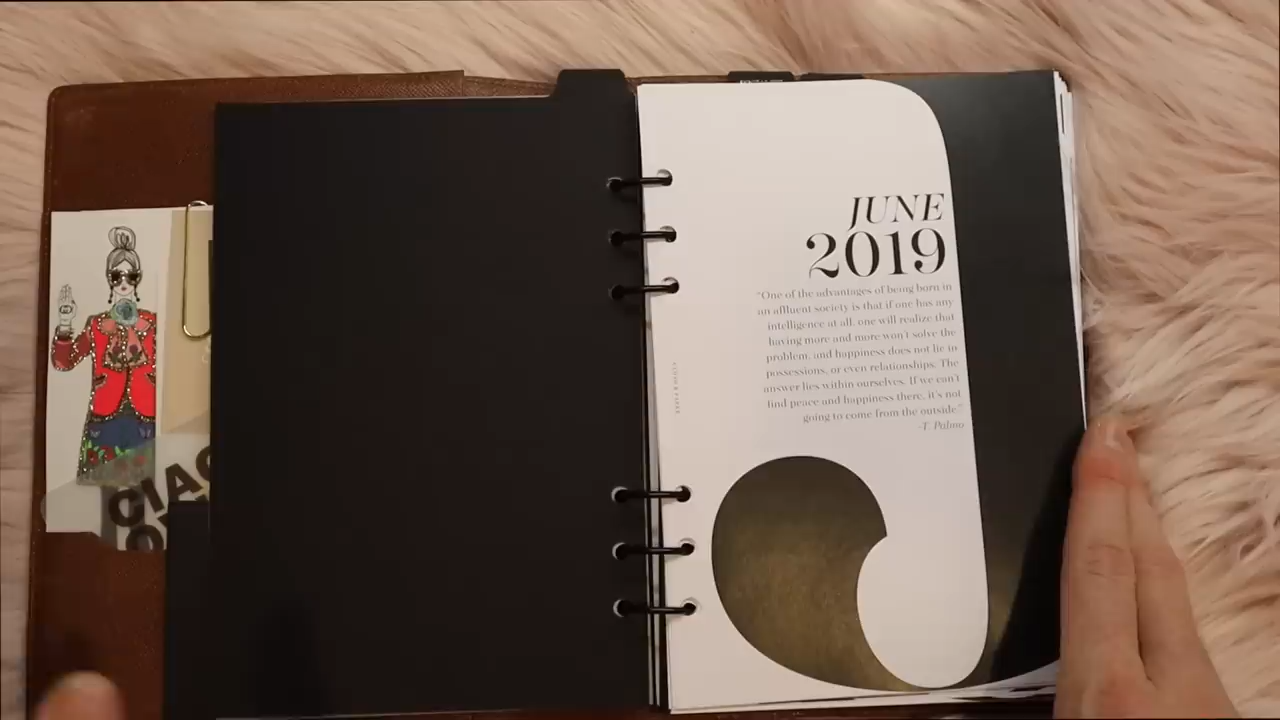 JUNE
2019
"One of the advantages of being born in
an affluent society is that if one has any
intelligence at all, one will realize that
having more and more won't solve the
problem, and happiness does not lie in
possessions, or even relationships. The
answer lies within ourselves. If we can't
find peace and happiness there, it's not
going to come from the outside."
-T. Palmo
CIAO